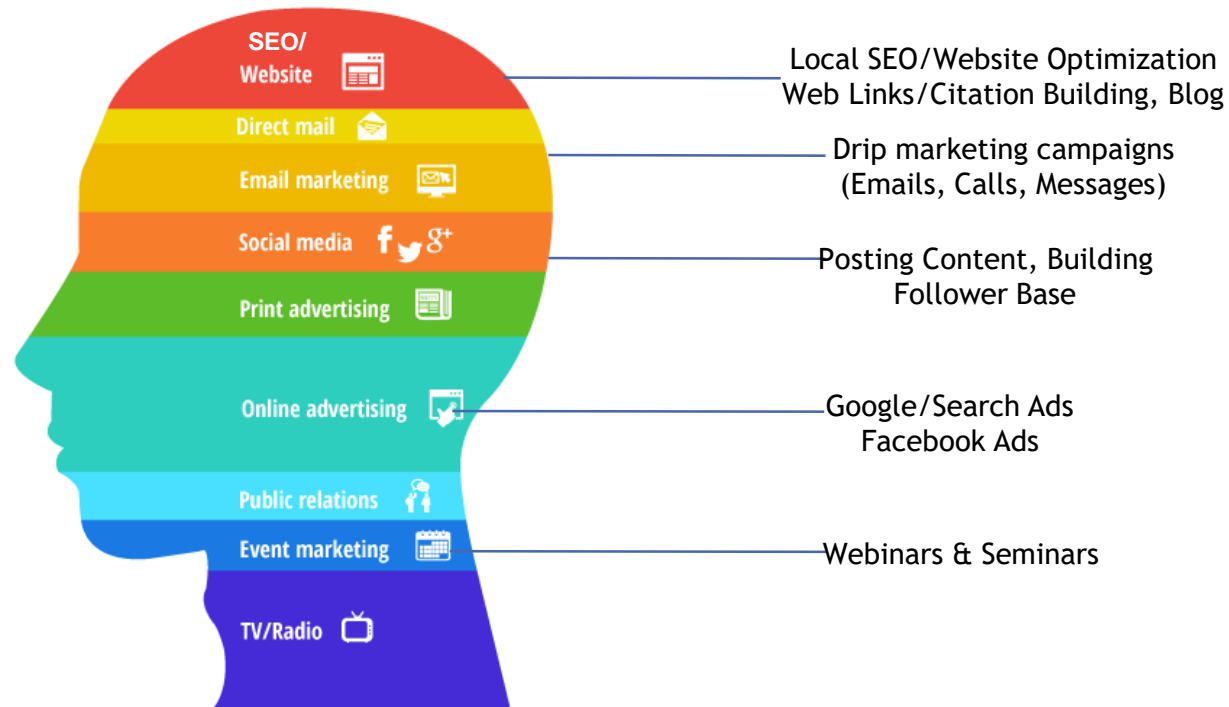 SEO/
Website
Local SEO/Website Optimization
Web Links/Citation Building, Blog
Direct mail
Email marketing
Drip marketing campaigns
(Emails, Calls, Messages)
Social media f g+
Posting Content, Building
Follower Base
Print advertising
Online advertising
Google/Search Ads
Facebook Ads
Public relations
Event marketing
Webinars & Seminars
TV/Radio